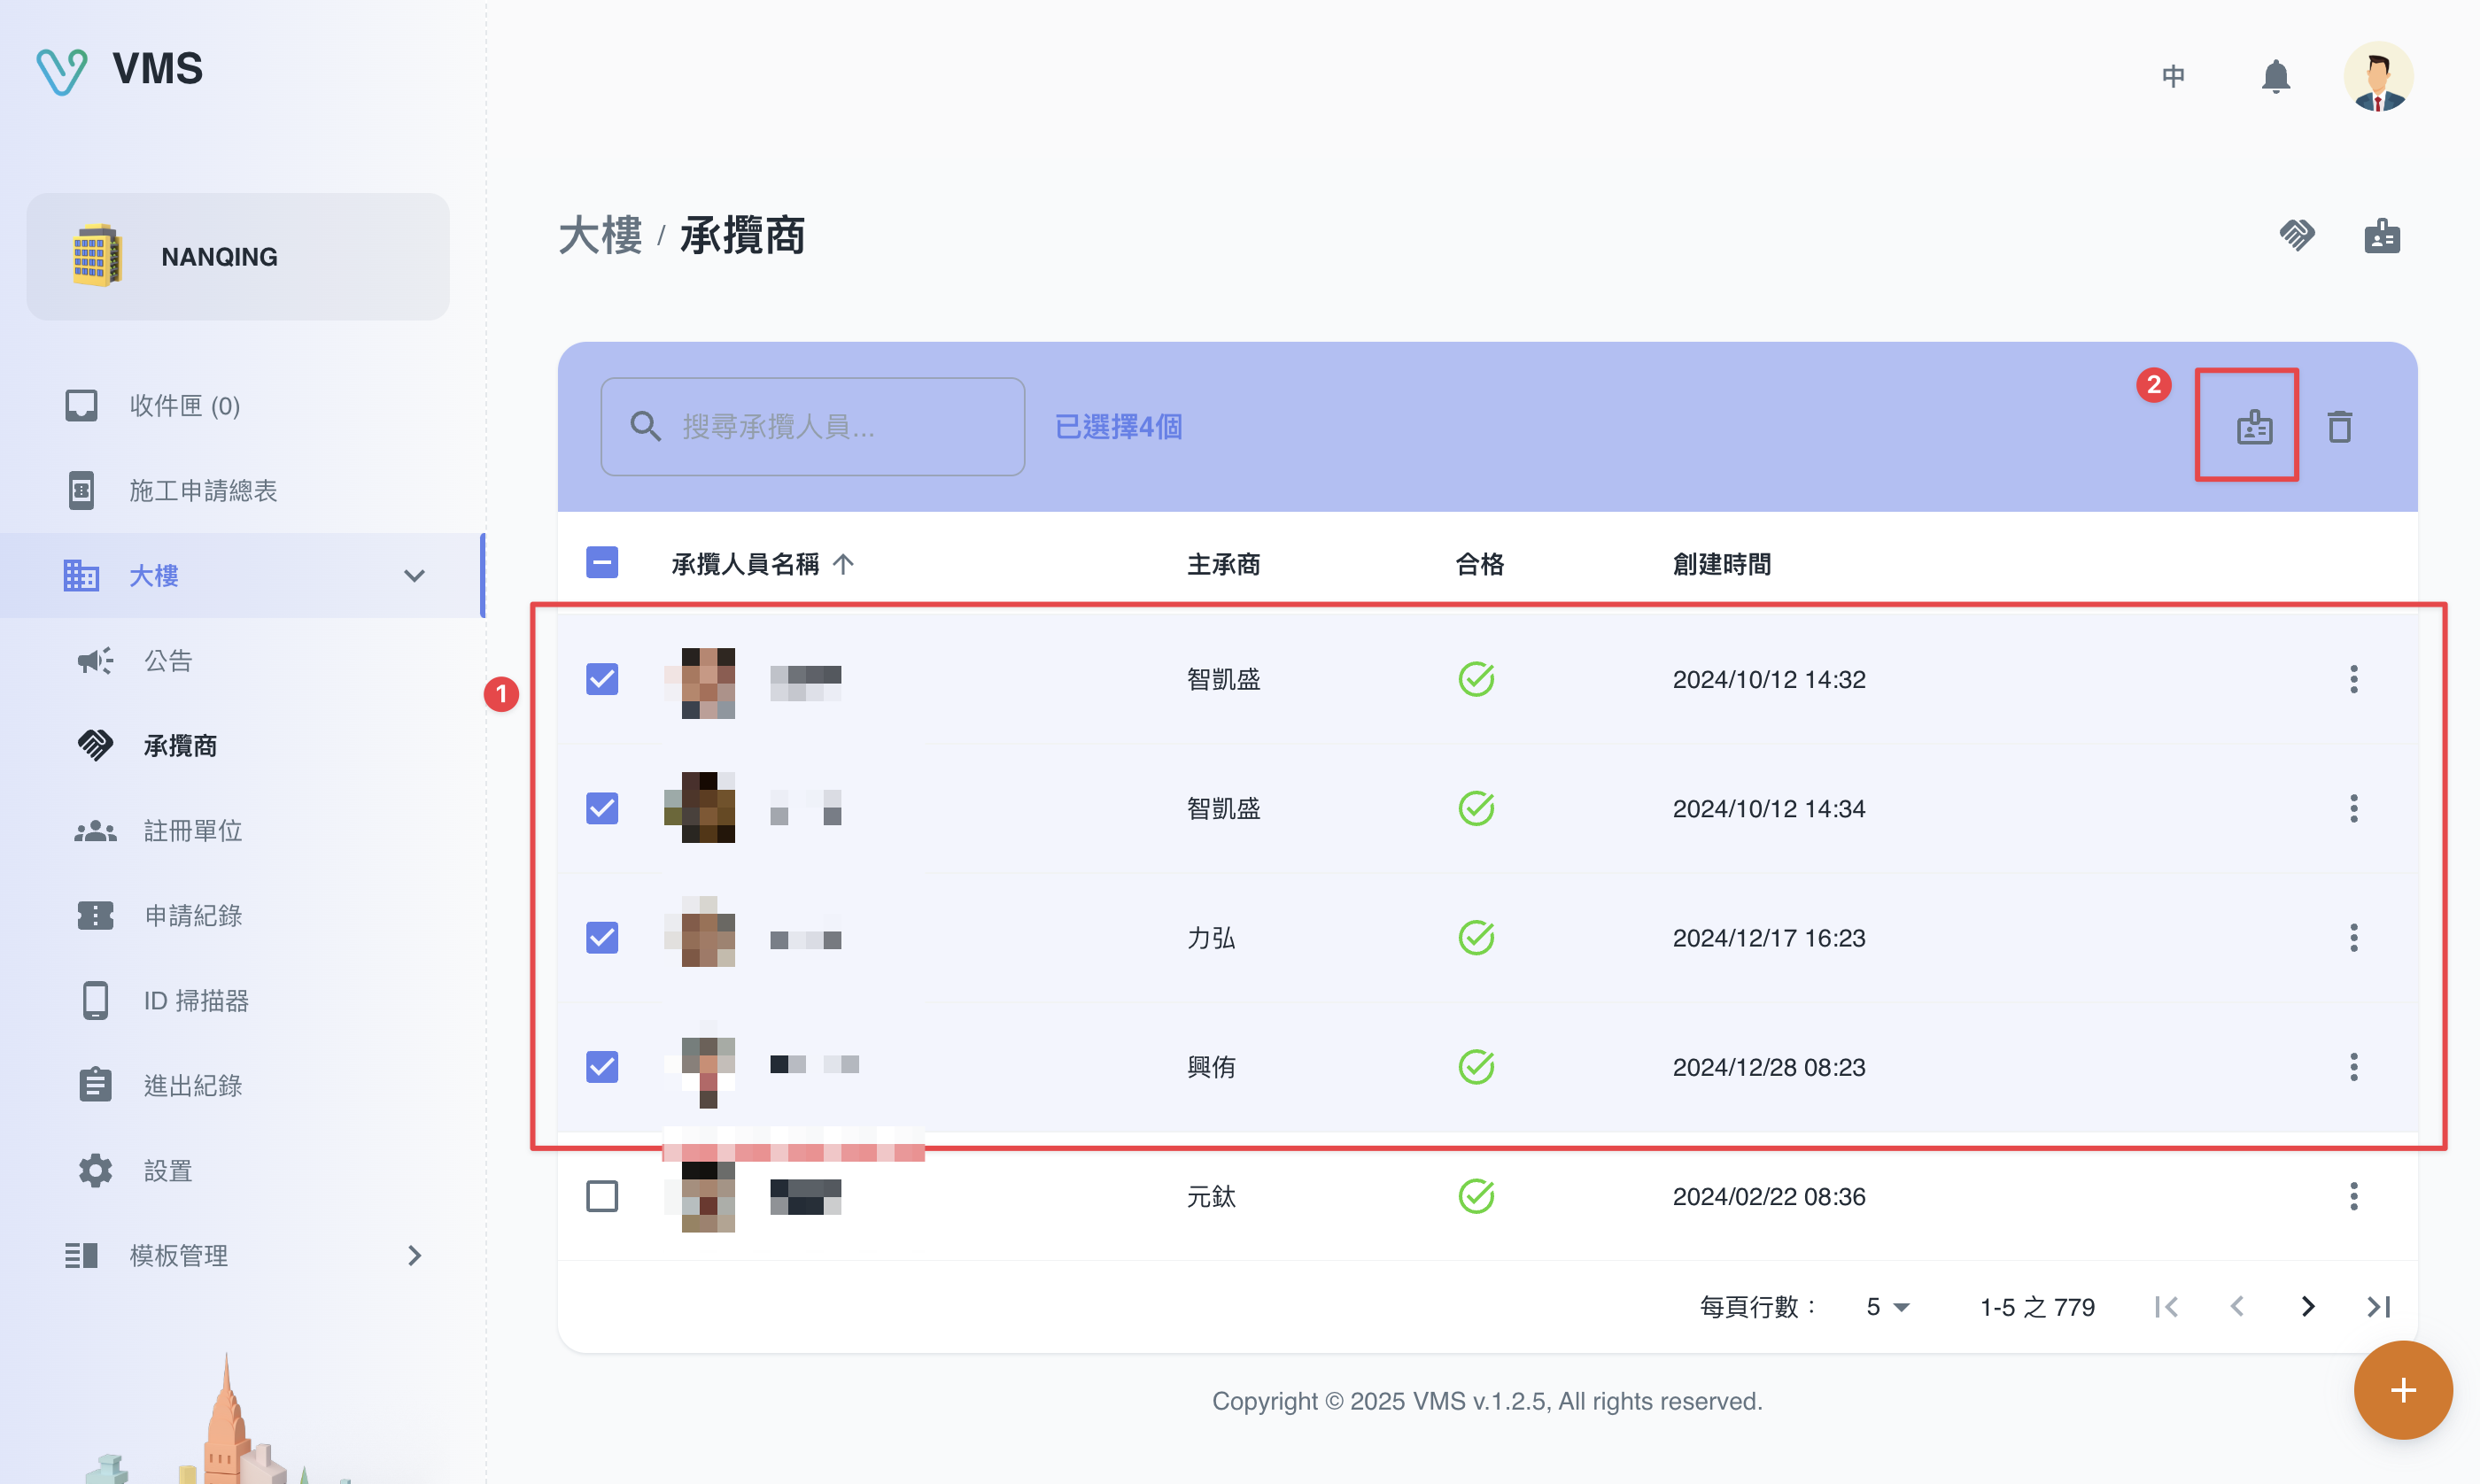 VMS
中
NANQING
大樓 / 承攬商
收件匣 (0)
施工申請總表
大樓
公告
承攬商
註冊單位
申請紀錄
ID 掃描器
進出紀錄
設置
模板管理
搜尋承攬人員...
已選擇4個
2
承攬人員名稱 主承商 合格 創建時間
1
智凱盛 2024/10/12 14:32
智凱盛 2024/10/12 14:34
力弘 2024/12/17 16:23
興侑 2024/12/28 08:23
元鈦 2024/02/22 08:36
每頁行數： 5 1-5 之 779
Copyright © 2025 VMS v.1.2.5, All rights reserved.